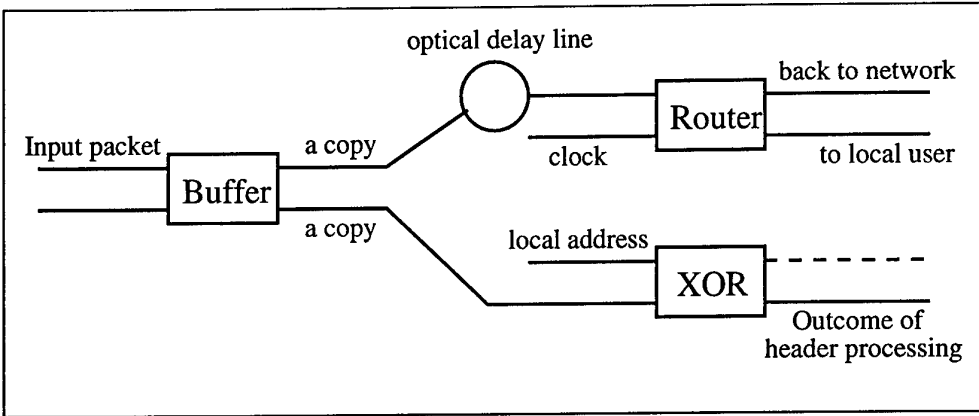 optical delay line
back to network
Router
Input packet
a copy
clock
to local user
Buffer
a copy
local address
XOR
Outcome of
header processing